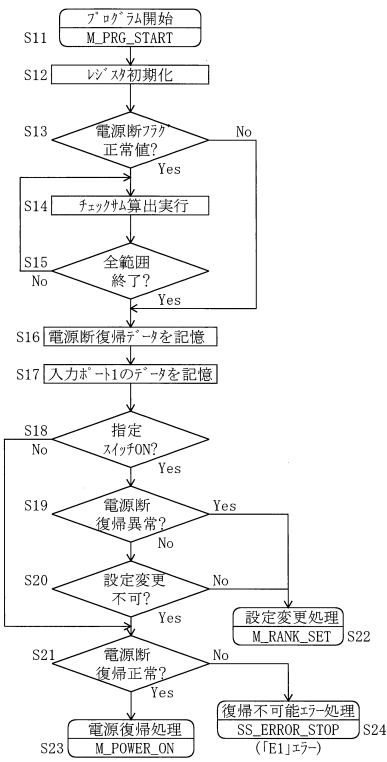 ﾌﾟﾛｸﾞﾗﾑ開始
S11
M_PRG_START
S12
ﾚｼﾞｽﾀ初期化
S13
電源断ﾌﾗｸﾞ
正常値?
No
Yes
S14
ﾁｪｯｸｻﾑ算出実行
S15
全範囲
終了?
No
Yes
S16
電源断復帰ﾃﾞｰﾀを記憶
S17
入力ﾎﾟｰﾄ1のﾃﾞｰﾀを記憶
S18
指定
ｽｲｯﾁON?
No
Yes
S19
電源断
復帰異常?
Yes
No
S20
設定変更
不可?
No
Yes
設定変更処理
M_RANK_SET
S22
S21
電源断
復帰正常?
No
Yes
電源復帰処理
S23
M_POWER_ON
復帰不可能ｴﾗｰ処理
SS_ERROR_STOP
S24
(｢E1｣ｴﾗｰ)